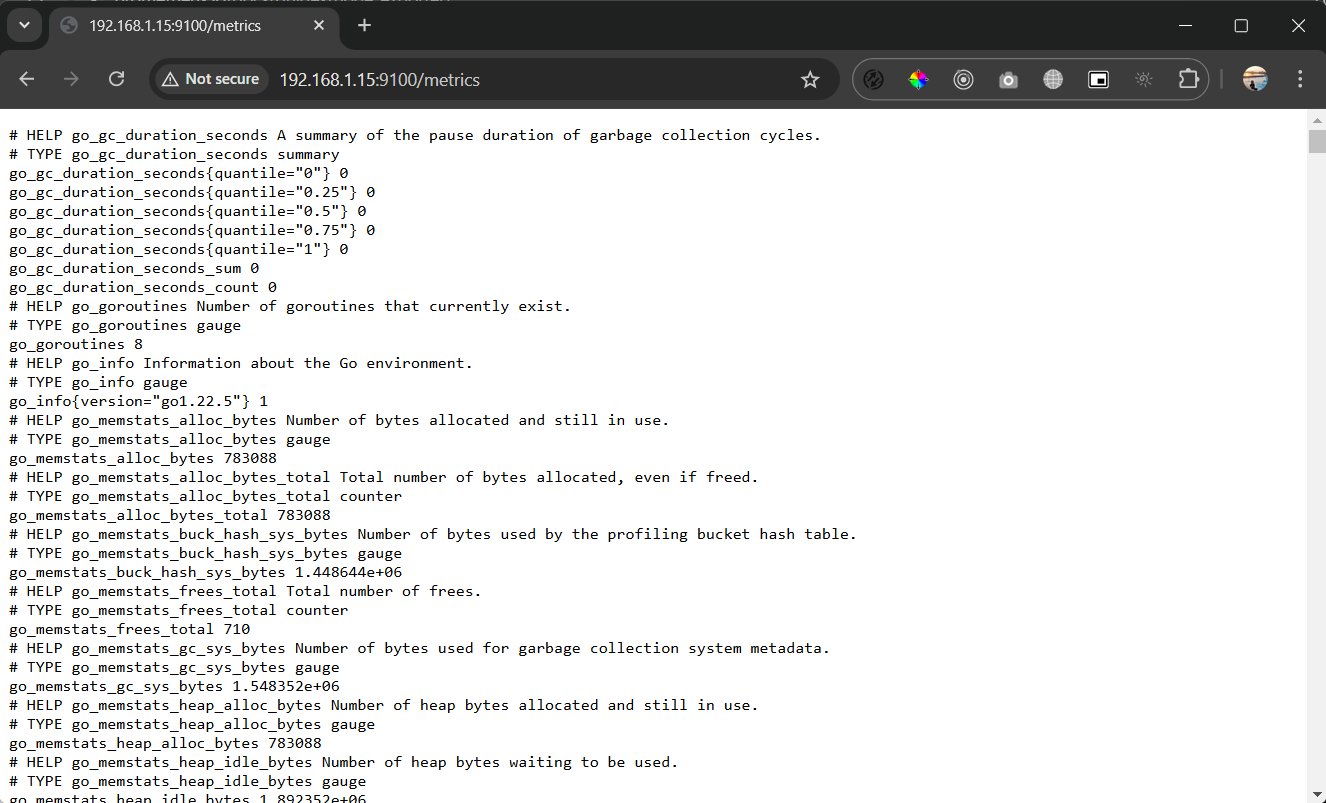 192.168.1.15:9100/metrics
Not secure
192.168.1.15:9100/metrics
# HELP go_gc_duration_seconds A summary of the pause duration of garbage collection cycles.
# TYPE go_gc_duration_seconds summary
go_gc_duration_seconds{quantile="0"} 0
go_gc_duration_seconds{quantile="0.25"} 0
go_gc_duration_seconds{quantile="0.5"} 0
go_gc_duration_seconds{quantile="0.75"} 0
go_gc_duration_seconds{quantile="1"} 0
go_gc_duration_seconds_sum 0
go_gc_duration_seconds_count 0
# HELP go_goroutines Number of goroutines that currently exist.
# TYPE go_goroutines gauge
go_goroutines 8
# HELP go_info Information about the Go environment.
# TYPE go_info gauge
go_info{version="go1.22.5"} 1
# HELP go_memstats_alloc_bytes Number of bytes allocated and still in use.
# TYPE go_memstats_alloc_bytes gauge
go_memstats_alloc_bytes 783088
# HELP go_memstats_alloc_bytes_total Total number of bytes allocated, even if freed.
# TYPE go_memstats_alloc_bytes_total counter
go_memstats_alloc_bytes_total 783088
# HELP go_memstats_buck_hash_sys_bytes Number of bytes used by the profiling bucket hash table.
# TYPE go_memstats_buck_hash_sys_bytes gauge
go_memstats_buck_hash_sys_bytes 1.448644e+06
# HELP go_memstats_frees_total Total number of frees.
# TYPE go_memstats_frees_total counter
go_memstats_frees_total 710
# HELP go_memstats_gc_sys_bytes Number of bytes used for garbage collection system metadata.
# TYPE go_memstats_gc_sys_bytes gauge
go_memstats_gc_sys_bytes 1.548352e+06
# HELP go_memstats_heap_alloc_bytes Number of heap bytes allocated and still in use.
# TYPE go_memstats_heap_alloc_bytes gauge
go_memstats_heap_alloc_bytes 783088
# HELP go_memstats_heap_idle_bytes Number of heap bytes waiting to be used.
# TYPE go_memstats_heap_idle_bytes gauge
go_memstats_heap_idle_bytes 1.892352e+06